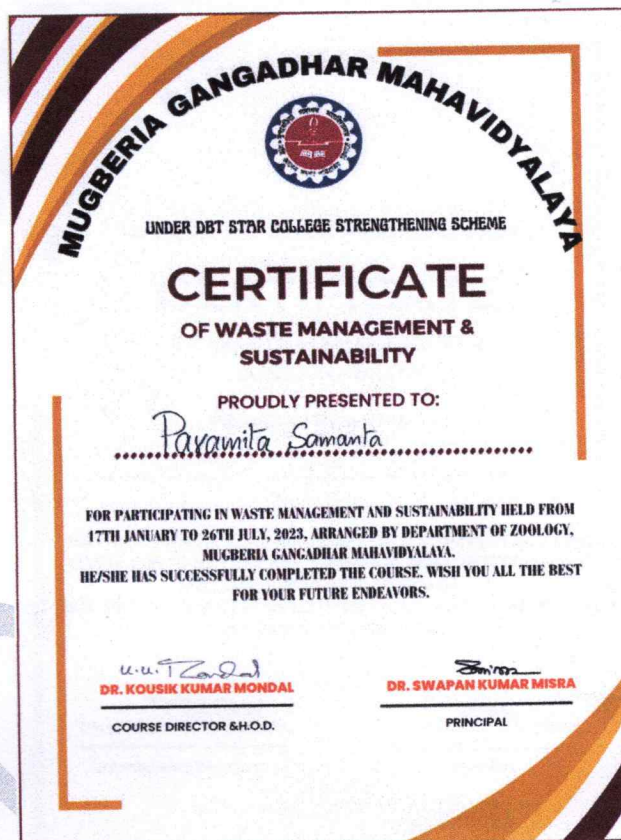 MUGBERIA GANGADHAR MAHAVIDYALAYA
UNDER DBT STAR COLLEGE STRENGTHENING SCHEME
CERTIFICATE
OF WASTE MANAGEMENT &
SUSTAINABILITY
PROUDLY PRESENTED TO:
Paramita Samanta
FOR PARTICIPATING IN WASTE MANAGEMENT AND SUSTAINABILITY HELD FROM
17TH JANUARY TO 26TH JULY, 2023, ARRANGED BY DEPARTMENT OF ZOOLOGY,
MUGBERIA GANGADHAR MAHAVIDYALAYA.
HE/SHE HAS SUCCESSFULLY COMPLETED THE COURSE. WISH YOU ALL THE BEST
FOR YOUR FUTURE ENDEAVORS.
K.K. Mondal
DR. KOUSIK KUMAR MONDAL
DR. SWAPAN KUMAR MISRA
COURSE DIRECTOR &H.O.D.
PRINCIPAL